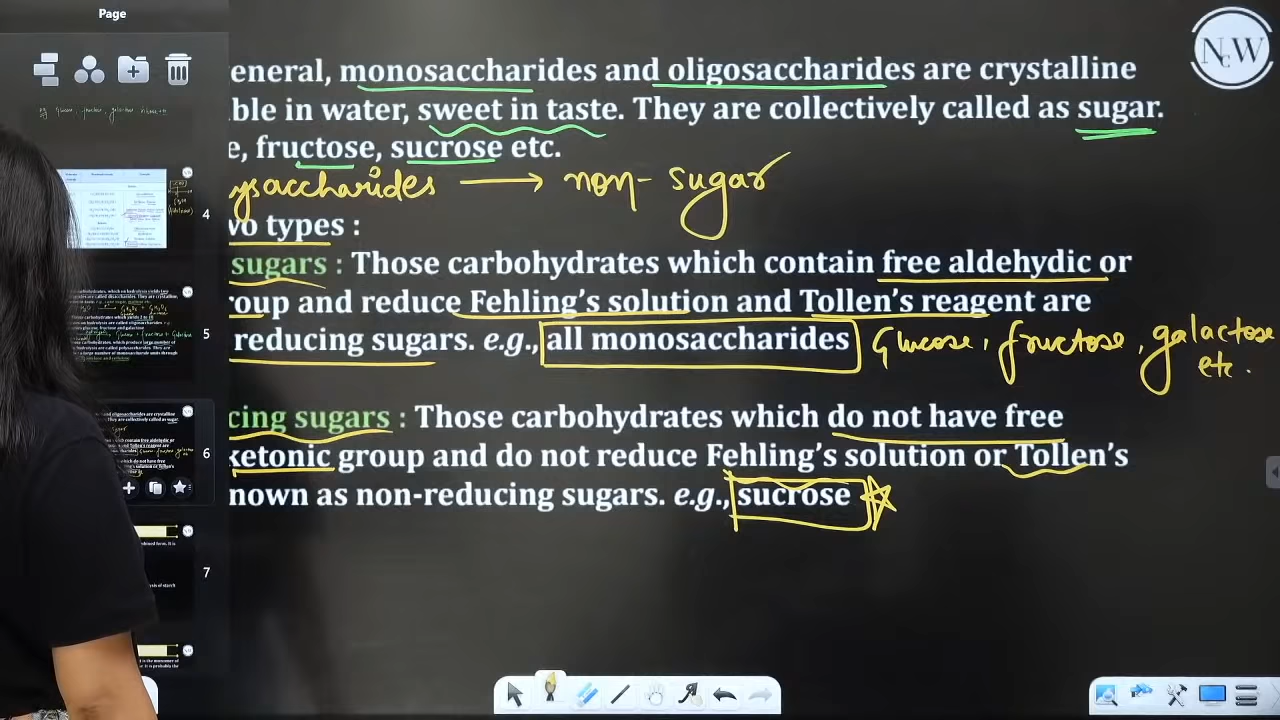 Page
NCW
eneral, monosaccharides and oligosaccharides are crystalline
ble in water, sweet in taste. They are collectively called as sugar.
e, fructose, sucrose etc.
ysaccharides → non-sugar
wo types :
sugars : Those carbohydrates which contain free aldehydic or
roup and reduce Fehling's solution and Tollen's reagent are
reducing sugars. e.g., all monosaccharides Glucose, fructose, galactose
etc.
cing sugars : Those carbohydrates which do not have free
ketonic group and do not reduce Fehling's solution or Tollen's
nown as non-reducing sugars. e.g., sucrose
4
5
6
7